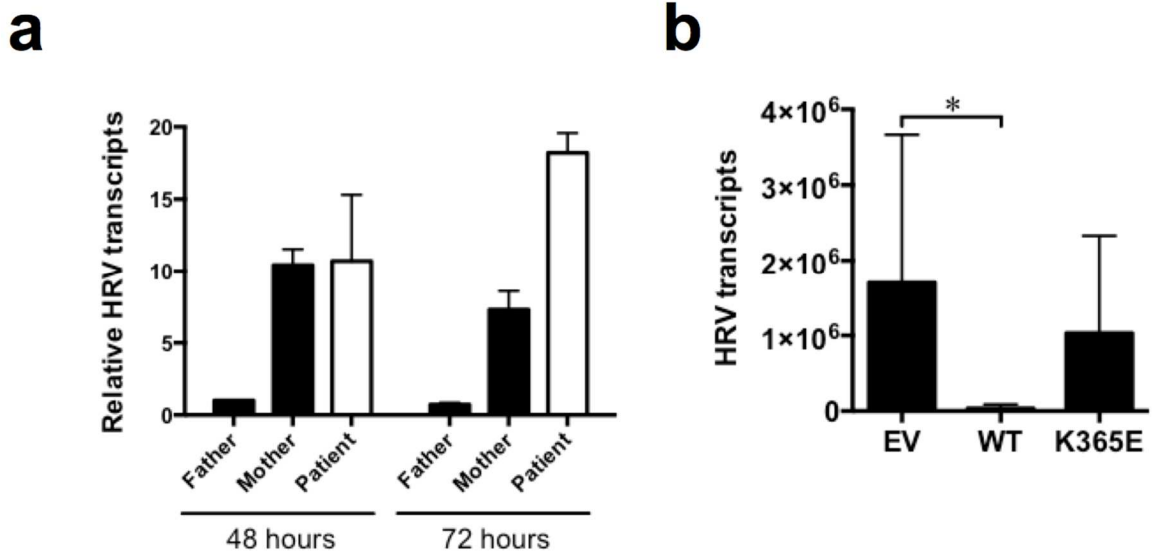 a
Relative HRV transcripts
20
15
10
5
0
Father
Mother
Patient
Father
Mother
Patient
48 hours
72 hours
b
HRV transcripts
4×10⁶
3×10⁶
2×10⁶
1×10⁶
0
*
EV
WT
K365E